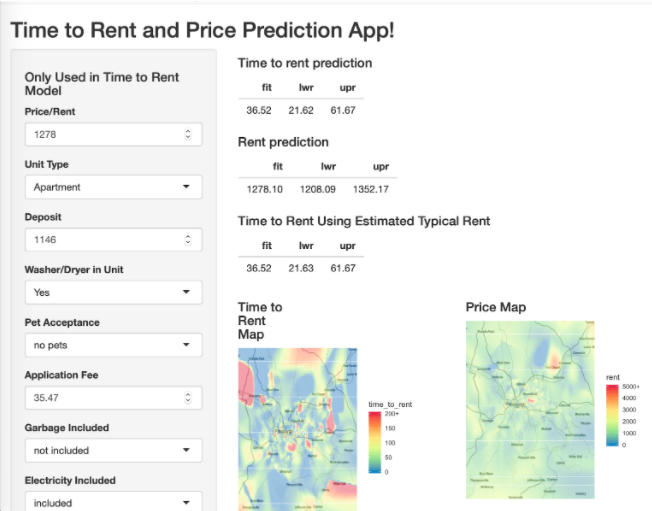 Time to Rent and Price Prediction App!
Only Used in Time to Rent
Model
Price/Rent
1278
Unit Type
Apartment
Deposit
1146
Washer/Dryer in Unit
Yes
Pet Acceptance
no pets
Application Fee
35.47
Garbage Included
not included
Electricity Included
included
Time to rent prediction
fit lwr upr
36.52 21.62 61.67
Rent prediction
fit lwr upr
1278.10 1208.09 1352.17
Time to Rent Using Estimated Typical Rent
fit lwr upr
36.52 21.63 61.67
Time to
Rent
Map
time_to_rent
200+
150
100
50
0
Price Map
rent
5000+
4000
3000
2000
1000
0